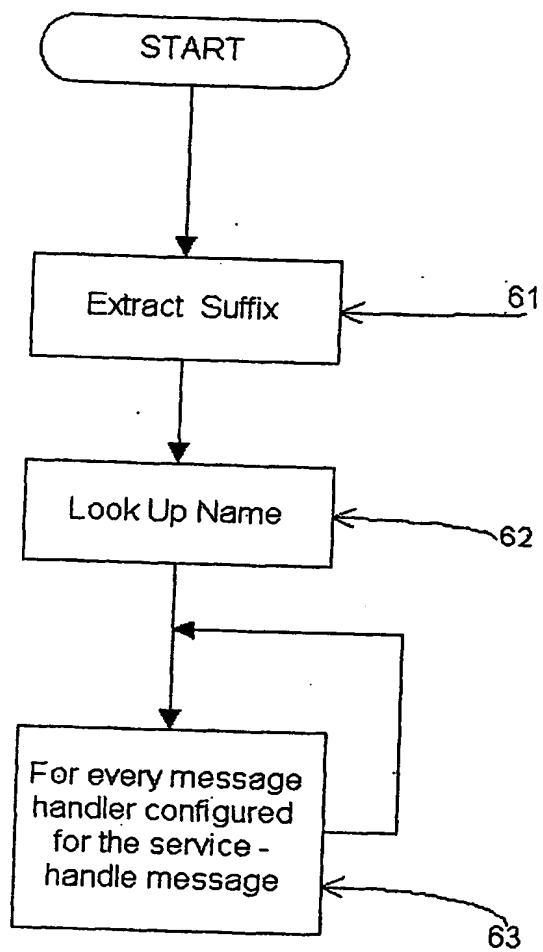 START
Extract Suffix
61
Look Up Name
62
For every message
handler configured
for the service -
handle message
63